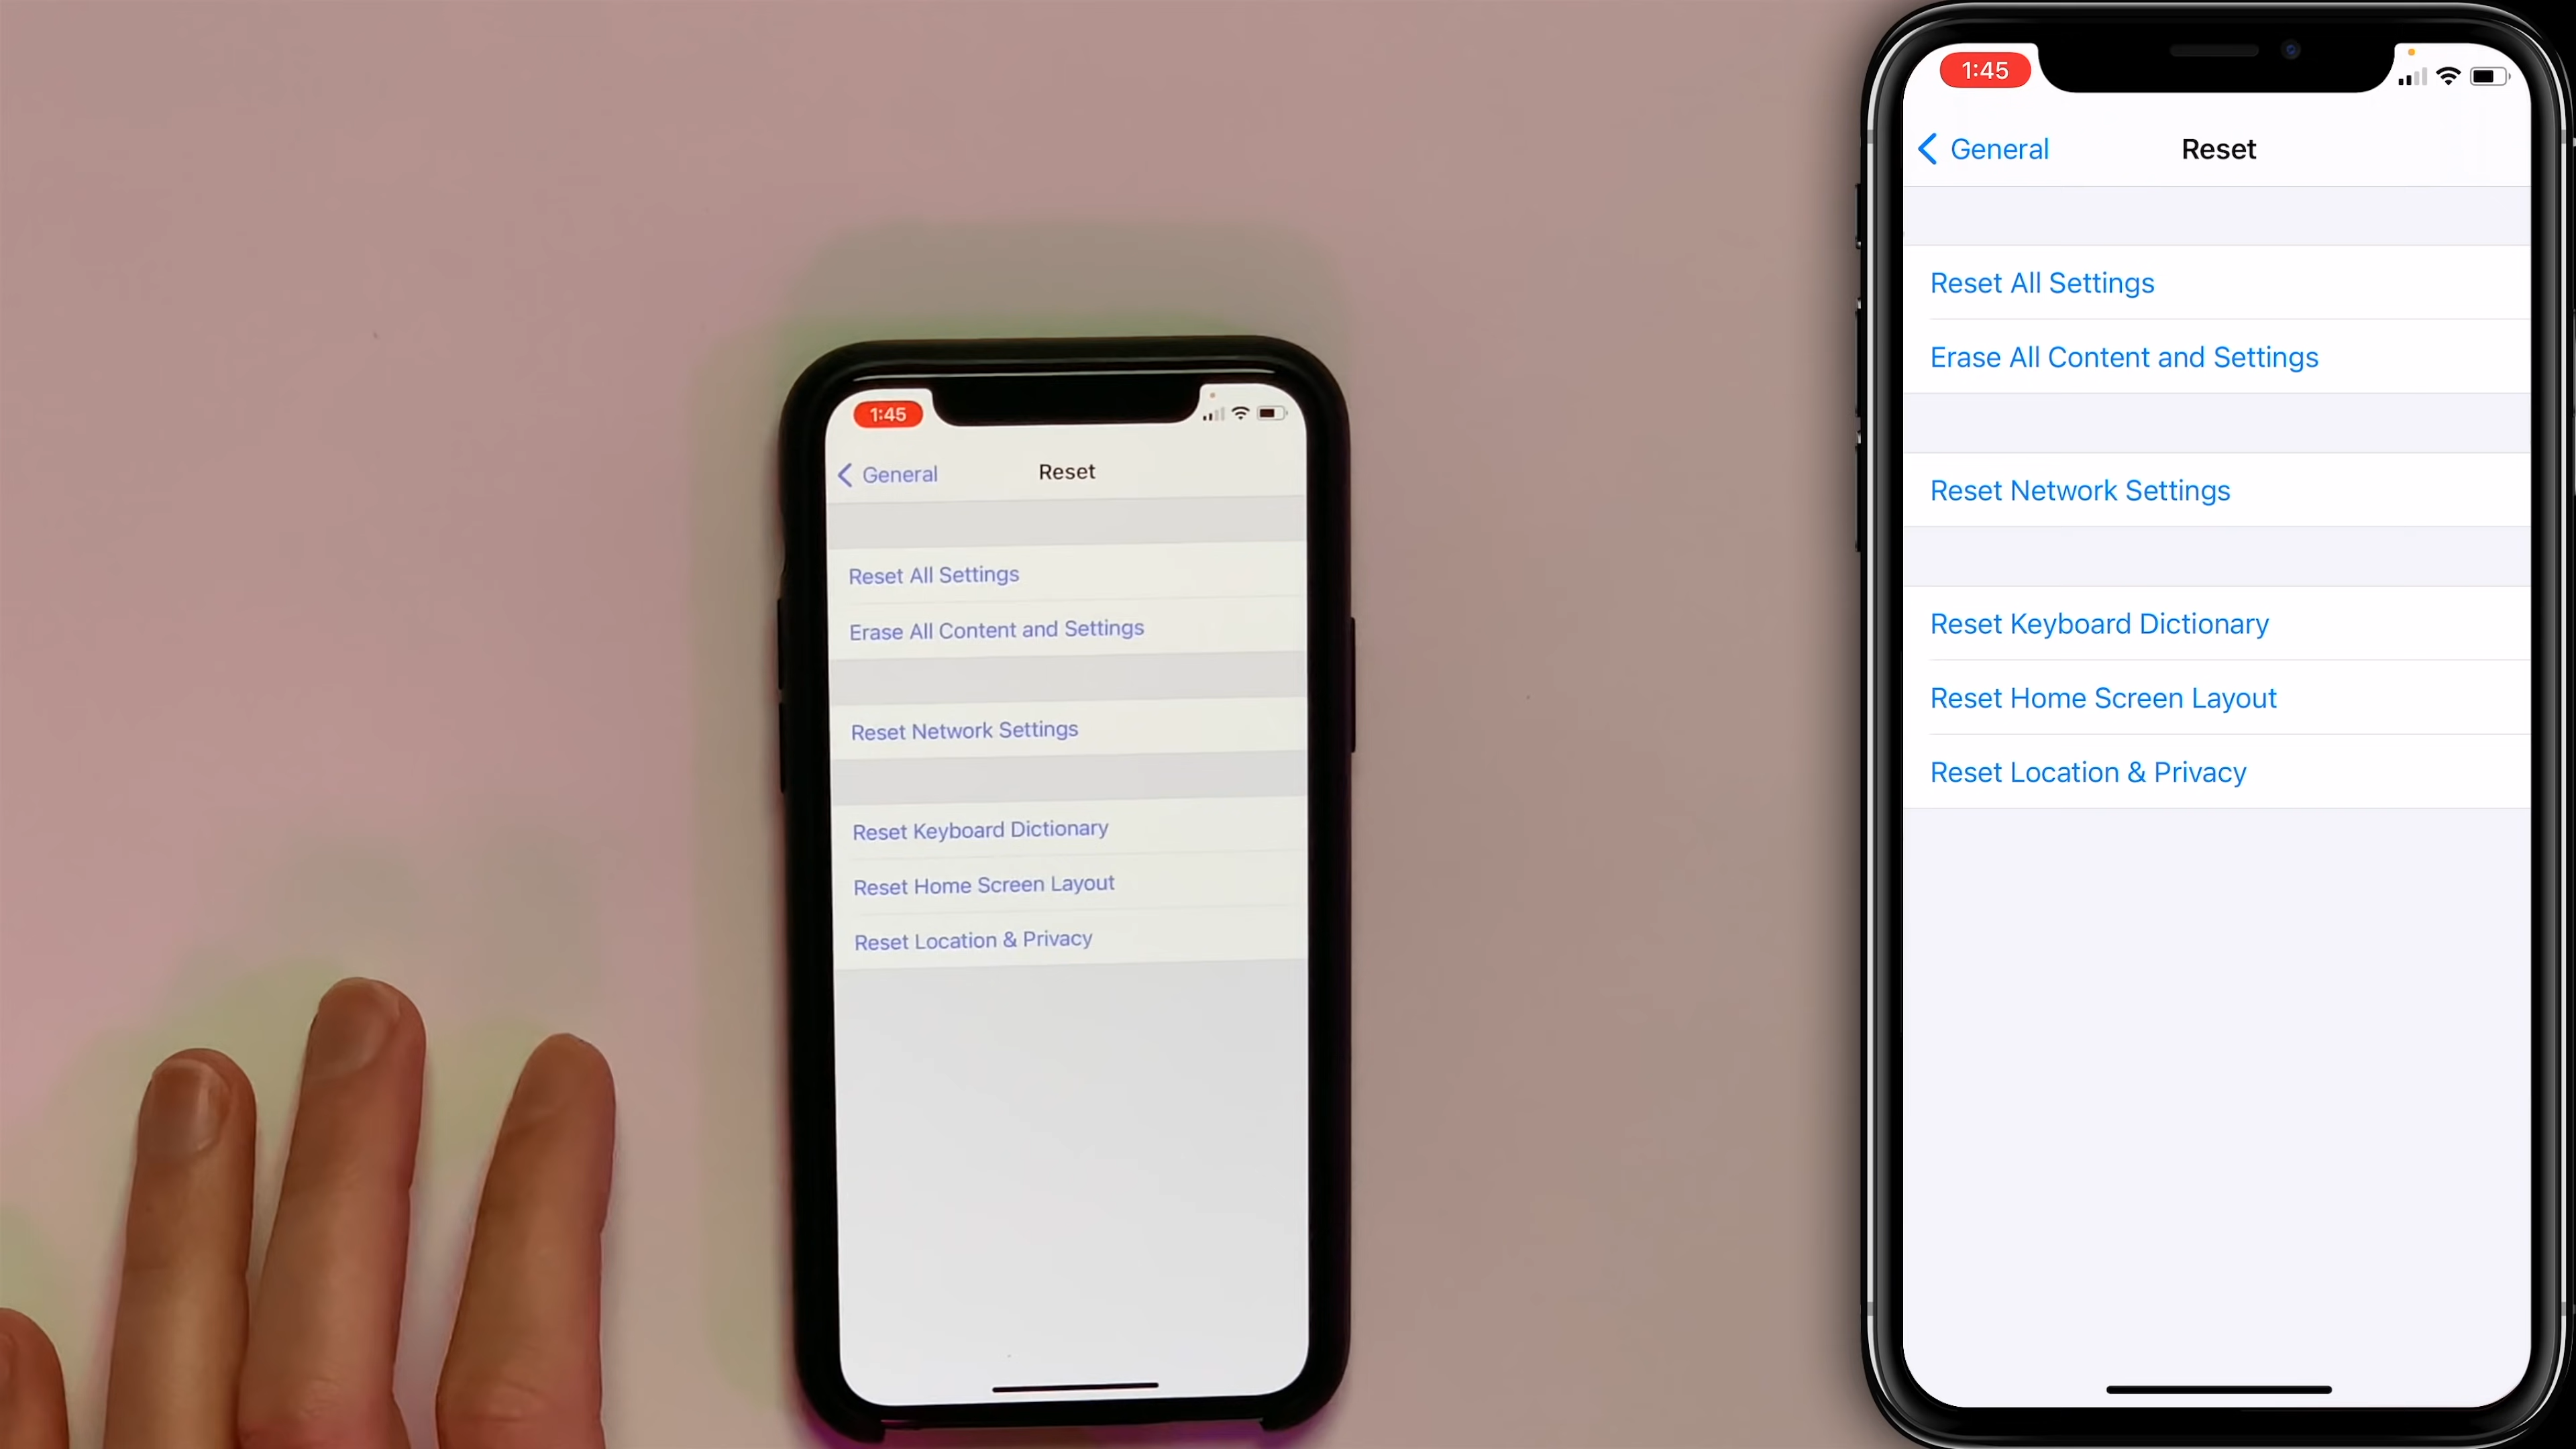 1:45
General
Reset
Reset All Settings
Erase All Content and Settings
Reset Network Settings
Reset Keyboard Dictionary
Reset Home Screen Layout
Reset Location & Privacy
1:45
General
Reset
Reset All Settings
Erase All Content and Settings
Reset Network Settings
Reset Keyboard Dictionary
Reset Home Screen Layout
Reset Location & Privacy